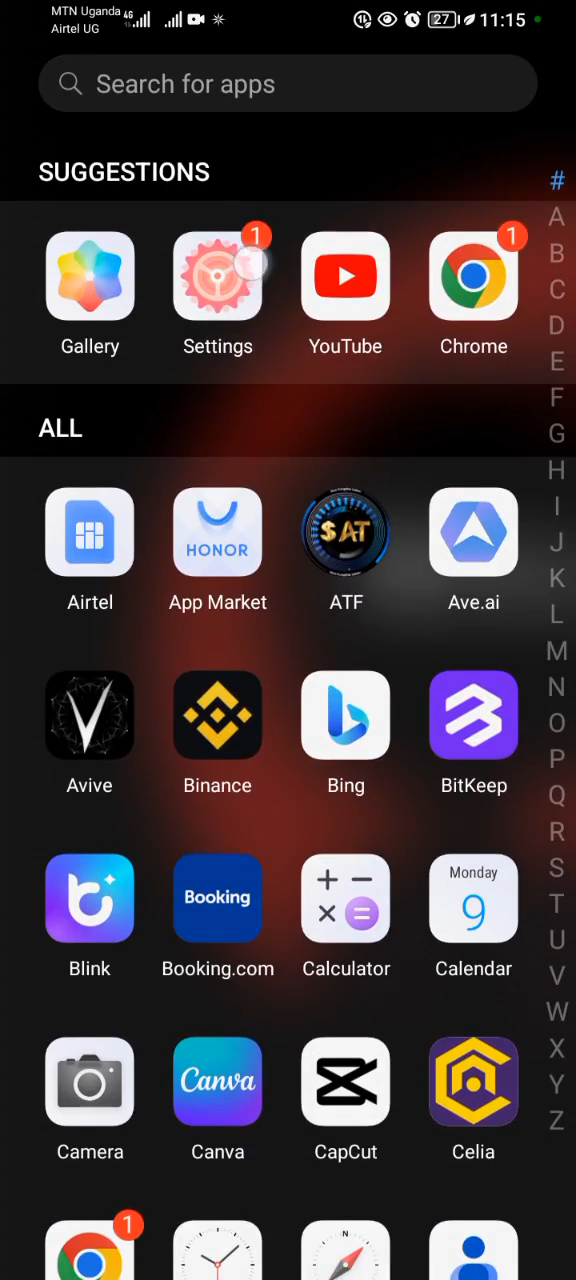 MTN Uganda 4G
Airtel UG
27 11:15
Search for apps
SUGGESTIONS
1 1
Gallery Settings YouTube Chrome
ALL
HONOR $AT
Airtel App Market ATF Ave.ai
Avive Binance Bing BitKeep
Booking Monday
9
Blink Booking.com Calculator Calendar
Canva
Camera Canva CapCut Celia
1
N
#
A
B
C
D
E
F
G
H
I
J
K
L
M
N
O
P
Q
R
S
T
U
V
W
X
Y
Z